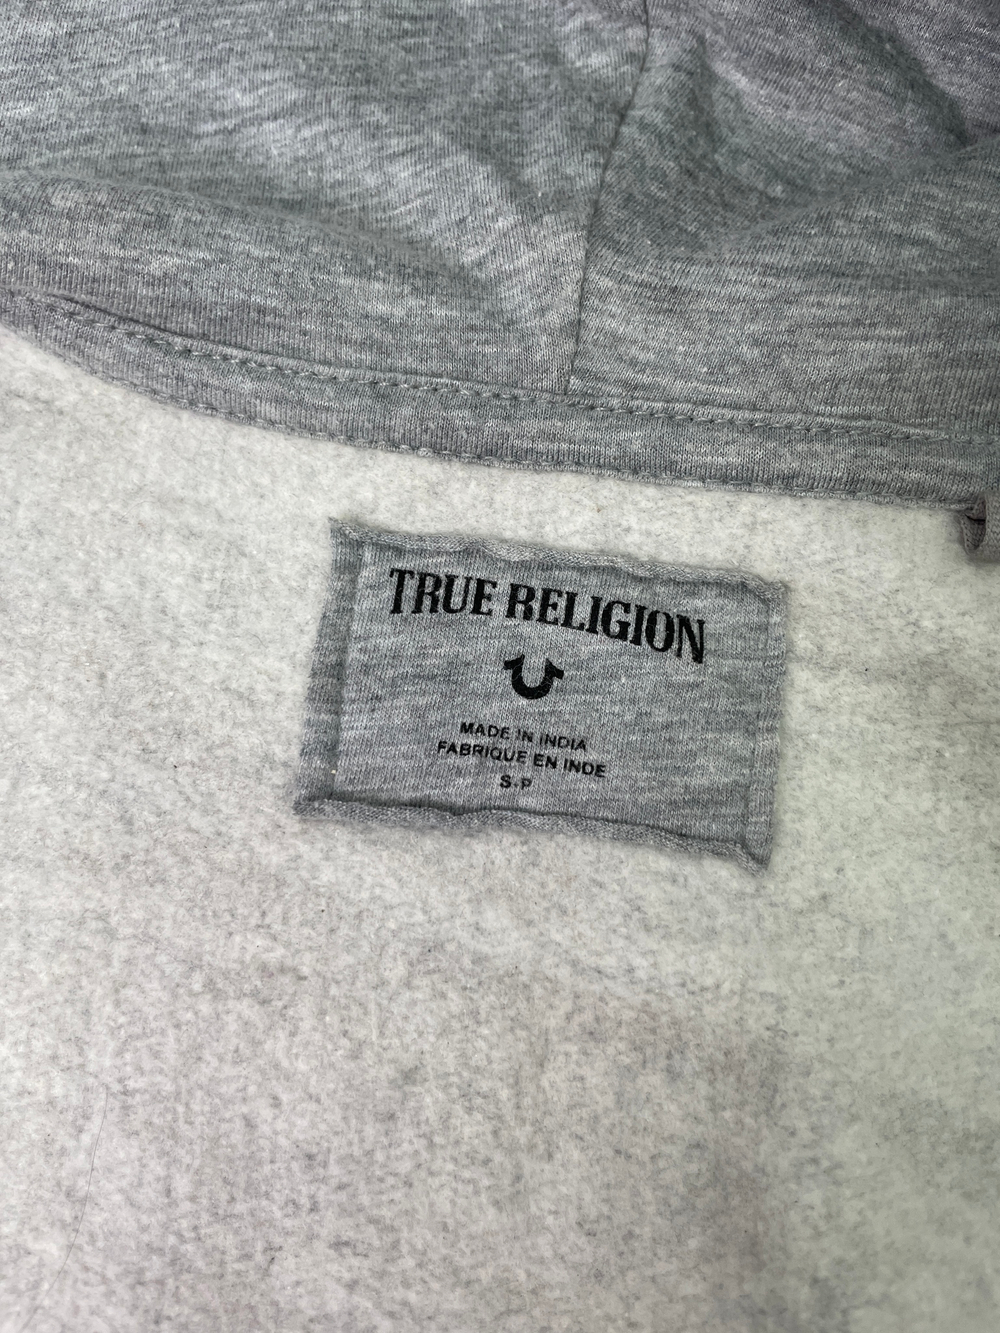 TRUE RELIGION
MADE IN INDIA
FABRIQUE EN INDE
S-P